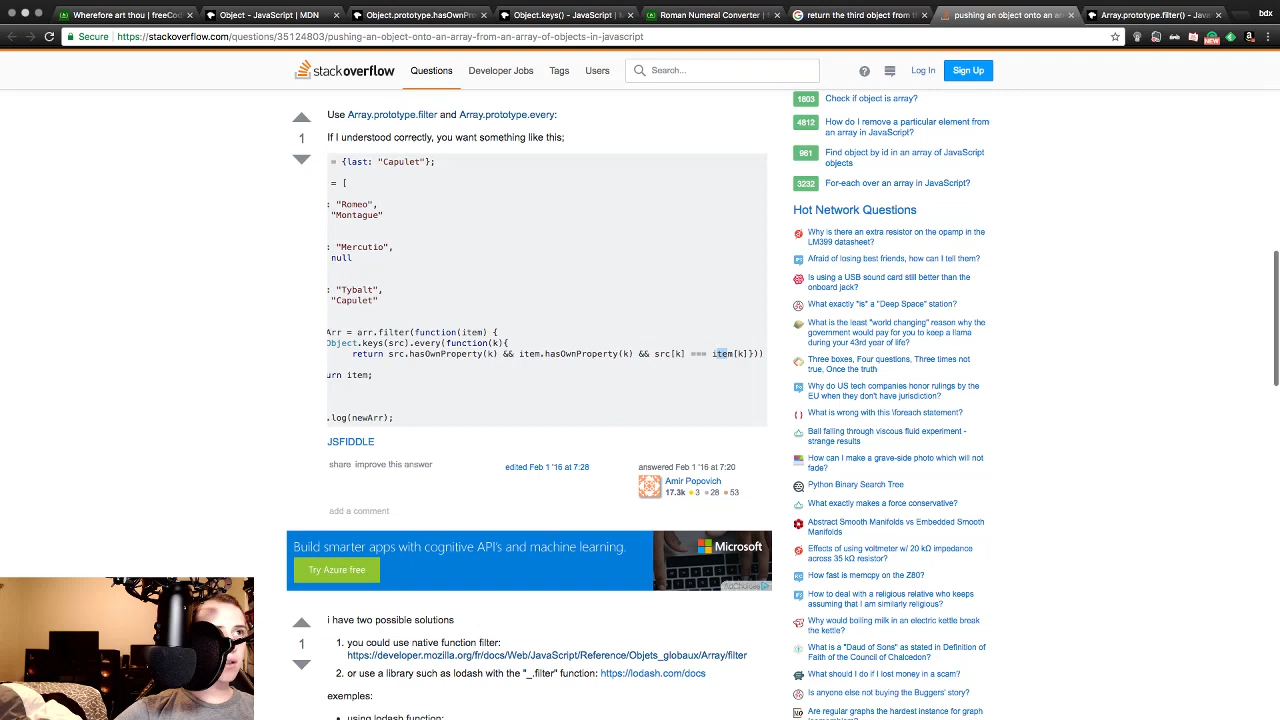 Wherefore art thou | freeCod
Object - JavaScript | MDN
Object.prototype.hasOwnPro
Object.keys() - JavaScript |
Roman Numeral Converter |
return the third object from t
pushing an object onto an ar
Array.prototype.filter() - Java
bdx
Secure
https://stackoverflow.com/questions/35124803/pushing-an-object-onto-an-array-from-an-array-of-objects-in-javascript
stackoverflow
Questions
Developer Jobs
Tags
Users
Search...
Log In
Sign Up
Use Array.prototype.filter and Array.prototype.every:
1
If I understood correctly, you want something like this;
= {last: "Capulet"};
= [
: "Romeo",
"Montague"
: "Mercutio",
null
: "Tybalt",
"Capulet"
Arr = arr.filter(function(item) {
Object.keys(src).every(function(k){
return src.hasOwnProperty(k) && item.hasOwnProperty(k) && src[k] === item[k]}))
urn item;
.log(newArr);
JSFIDDLE
share improve this answer
edited Feb 1 '16 at 7:28
answered Feb 1 '16 at 7:20
Amir Popovich
17.3k 3 28 53
add a comment
Build smarter apps with cognitive API's and machine learning.
Try Azure free
Microsoft
AdChoices
i have two possible solutions
1
1. you could use native function filter:
https://developer.mozilla.org/fr/docs/Web/JavaScript/Reference/Objets_globaux/Array/filter
2. or use a library such as lodash with the "_.filter" function: https://lodash.com/docs
exemples:
using lodash function:
1803 Check if object is array?
4812 How do I remove a particular element from
an array in JavaScript?
961 Find object by id in an array of JavaScript
objects
3232 For-each over an array in JavaScript?
Hot Network Questions
Why is there an extra resistor on the opamp in the
LM399 datasheet?
Afraid of losing best friends, how can I tell them?
Is using a USB sound card still better than the
onboard jack?
What exactly *is* a "Deep Space" station?
What is the least "world changing" reason why the
government would pay for you to keep a llama
during your 43rd year of life?
Three boxes, Four questions, Three times not
true, Once the truth
Why do US tech companies honor rulings by the
EU when they don't have jurisdiction?
What is wrong with this \foreach statement?
Ball falling through viscous fluid experiment -
strange results
How can I make a grave-side photo which will not
fade?
Python Binary Search Tree
What exactly makes a force conservative?
Abstract Smooth Manifolds vs Embedded Smooth
Manifolds
Effects of using voltmeter w/ 20 kΩ impedance
across 35 kΩ resistor?
How fast is memcpy on the Z80?
How to deal with a religious relative who keeps
assuming that I am similarly religious?
Why would boiling milk in an electric kettle break
the kettle?
What is a "Daud of Sons" as stated in Definition of
Faith of the Council of Chalcedon?
What should I do if I lost money in a scam?
Is anyone else not buying the Buggers' story?
Are regular graphs the hardest instance for graph